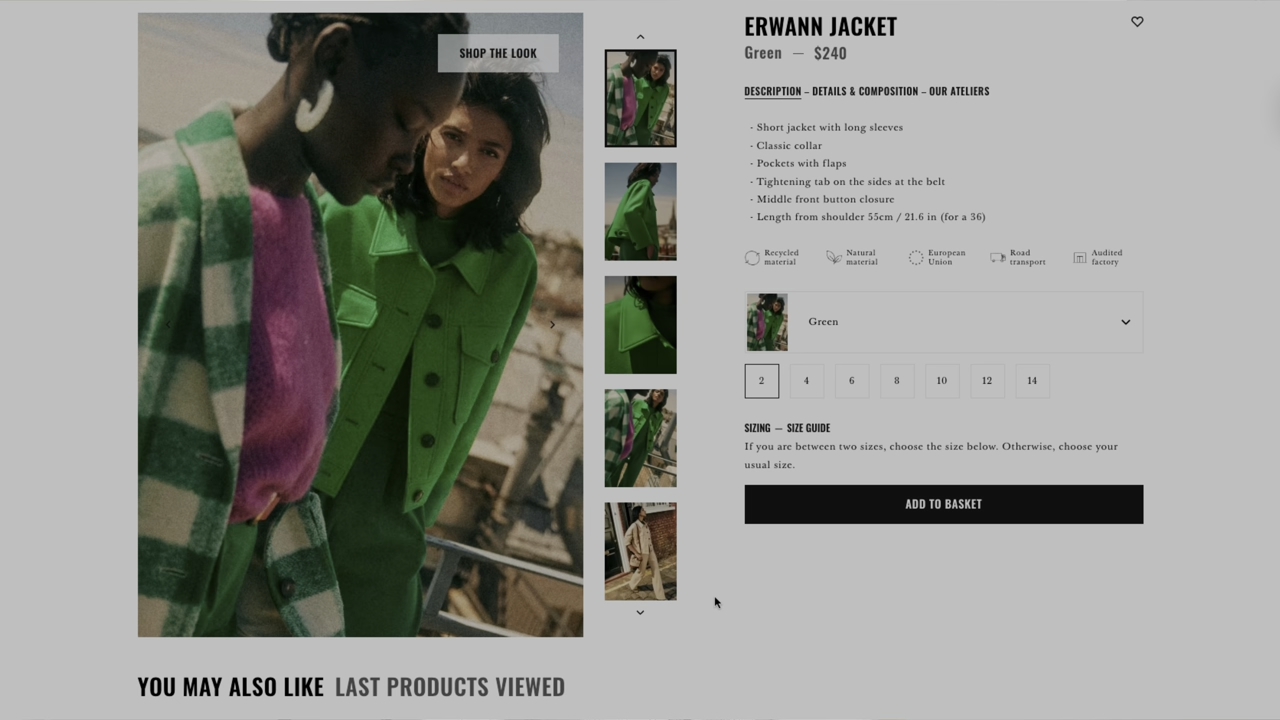 SHOP THE LOOK
ERWANN JACKET
Green — $240
DESCRIPTION – DETAILS & COMPOSITION – OUR ATELIERS
- Short jacket with long sleeves
- Classic collar
- Pockets with flaps
- Tightening tab on the sides at the belt
- Middle front button closure
- Length from shoulder 55cm / 21.6 in (for a 36)
Recycled material
Natural material
European Union
Road transport
Audited factory
Green
2 4 6 8 10 12 14
SIZING — SIZE GUIDE
If you are between two sizes, choose the size below. Otherwise, choose your
usual size.
ADD TO BASKET
YOU MAY ALSO LIKE LAST PRODUCTS VIEWED